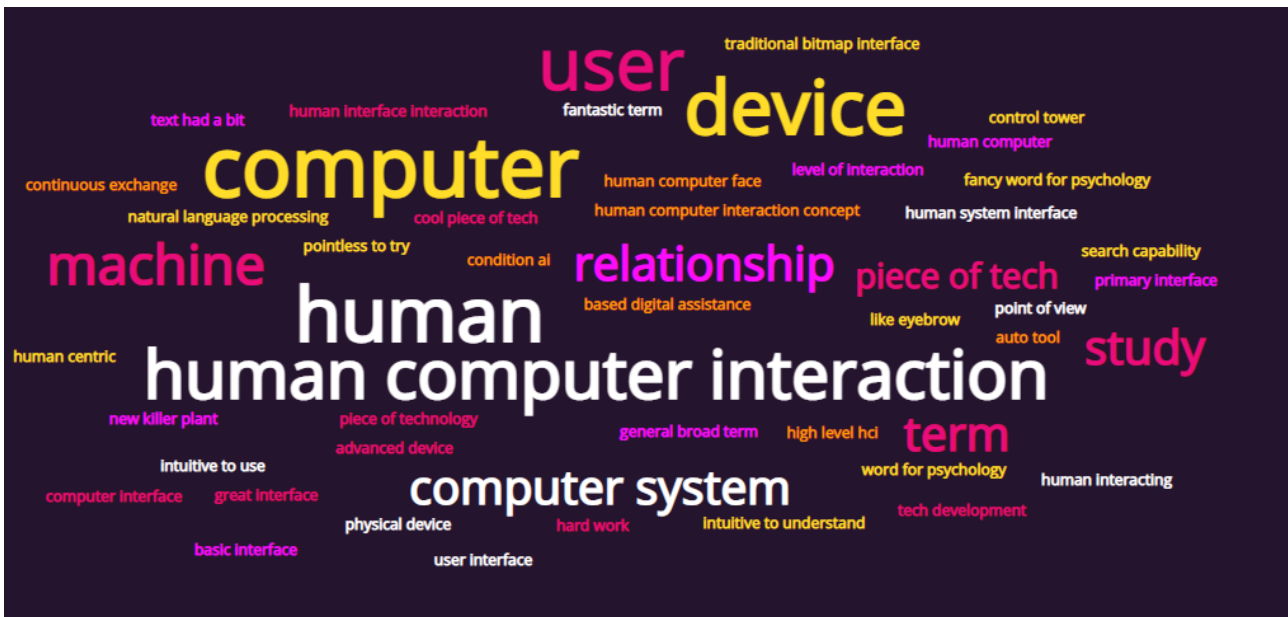 user
traditional bitmap interface
device
human interface interaction
fantastic term
text had a bit
control tower
human computer
computer
level of interaction
continuous exchange
human computer face
fancy word for psychology
natural language processing
cool piece of tech
human computer interaction concept
human system interface
pointless to try
machine
condition ai
relationship
search capability
piece of tech
primary interface
human
based digital assistance
point of view
like eyebrow
auto tool
study
human centric
human computer interaction
new killer plant
piece of technology
general broad term
high level hci
term
advanced device
intuitive to use
word for psychology
human interacting
computer interface
great interface
computer system
tech development
physical device
hard work
intuitive to understand
basic interface
user interface